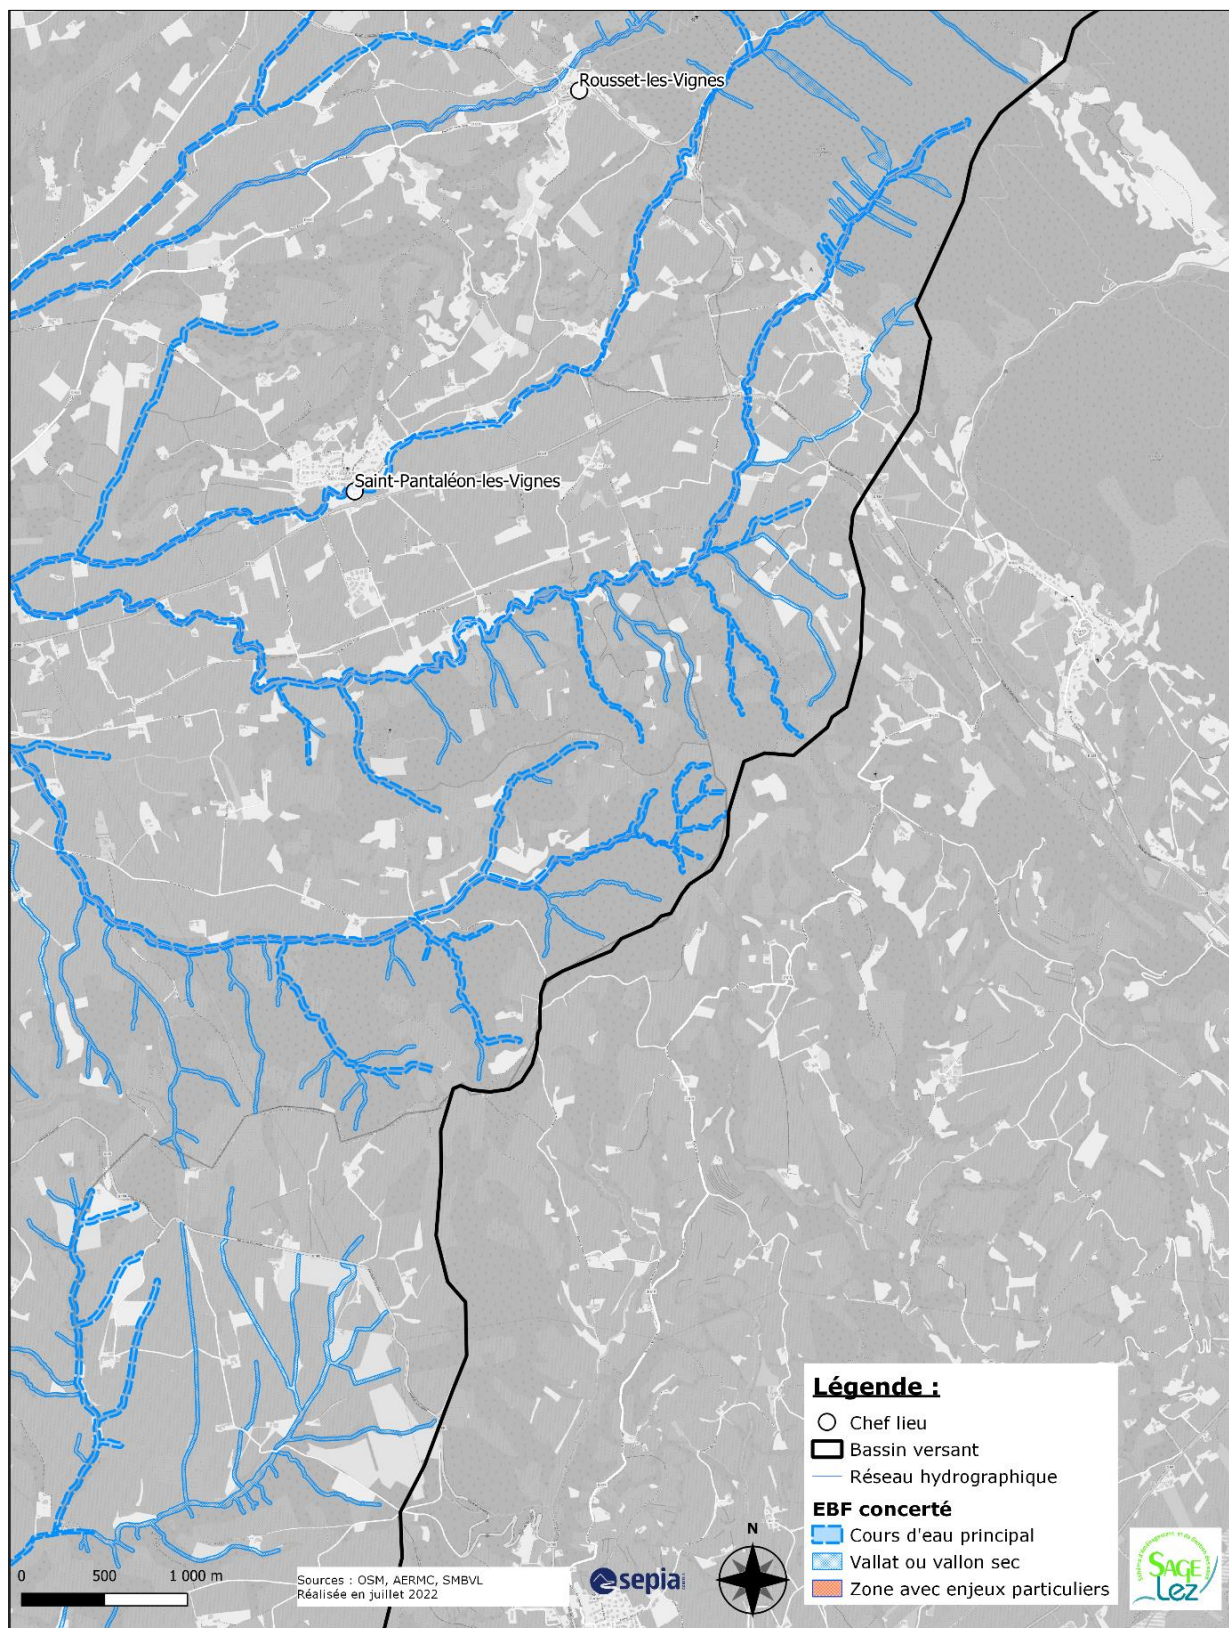 Rousset-les-Vignes
Saint-Pantaléon-les-Vignes
Légende :
Chef lieu
Bassin versant
Réseau hydrographique
EBF concerté
Cours d'eau principal
Vallat ou vallon sec
Zone avec enjeux particuliers
N
0 500 1 000 m
Sources : OSM, AERMC, SMBVL
Réalisée en juillet 2022
sepia
SAGE
Lez